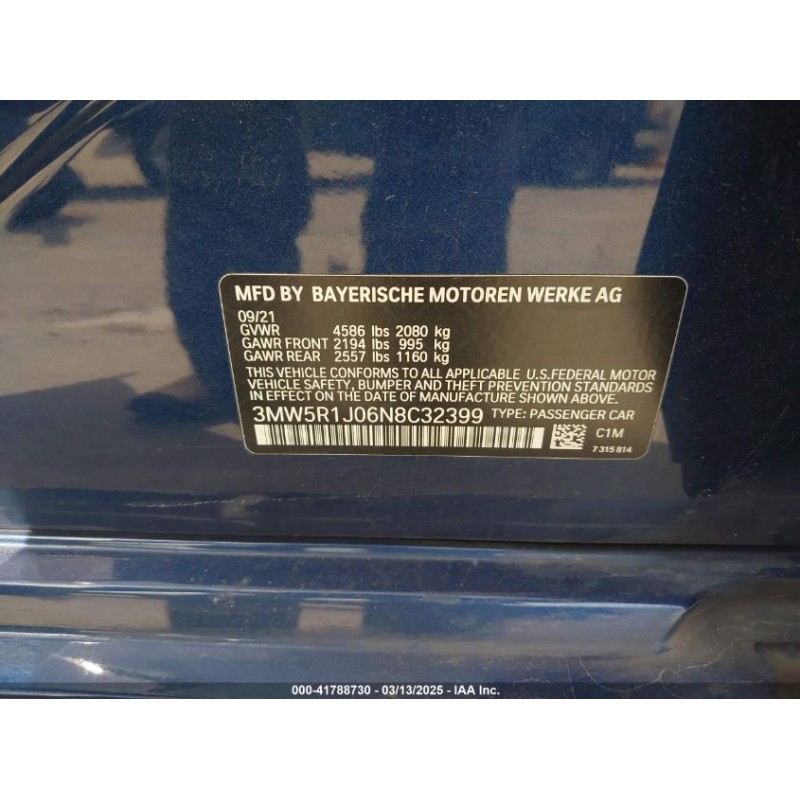 MFD BY BAYERISCHE MOTOREN WERKE AG
09/21
GVWR 4586 lbs 2080 kg
GAWR FRONT 2194 lbs 995 kg
GAWR REAR 2557 lbs 1160 kg
THIS VEHICLE CONFORMS TO ALL APPLICABLE U.S.FEDERAL MOTOR
VEHICLE SAFETY, BUMPER AND THEFT PREVENTION STANDARDS
IN EFFECT ON THE DATE OF MANUFACTURE SHOWN ABOVE.
3MW5R1J06N8C32399 TYPE: PASSENGER CAR
C1M
7315814
000-41788730 - 03/13/2025 - IAA Inc.